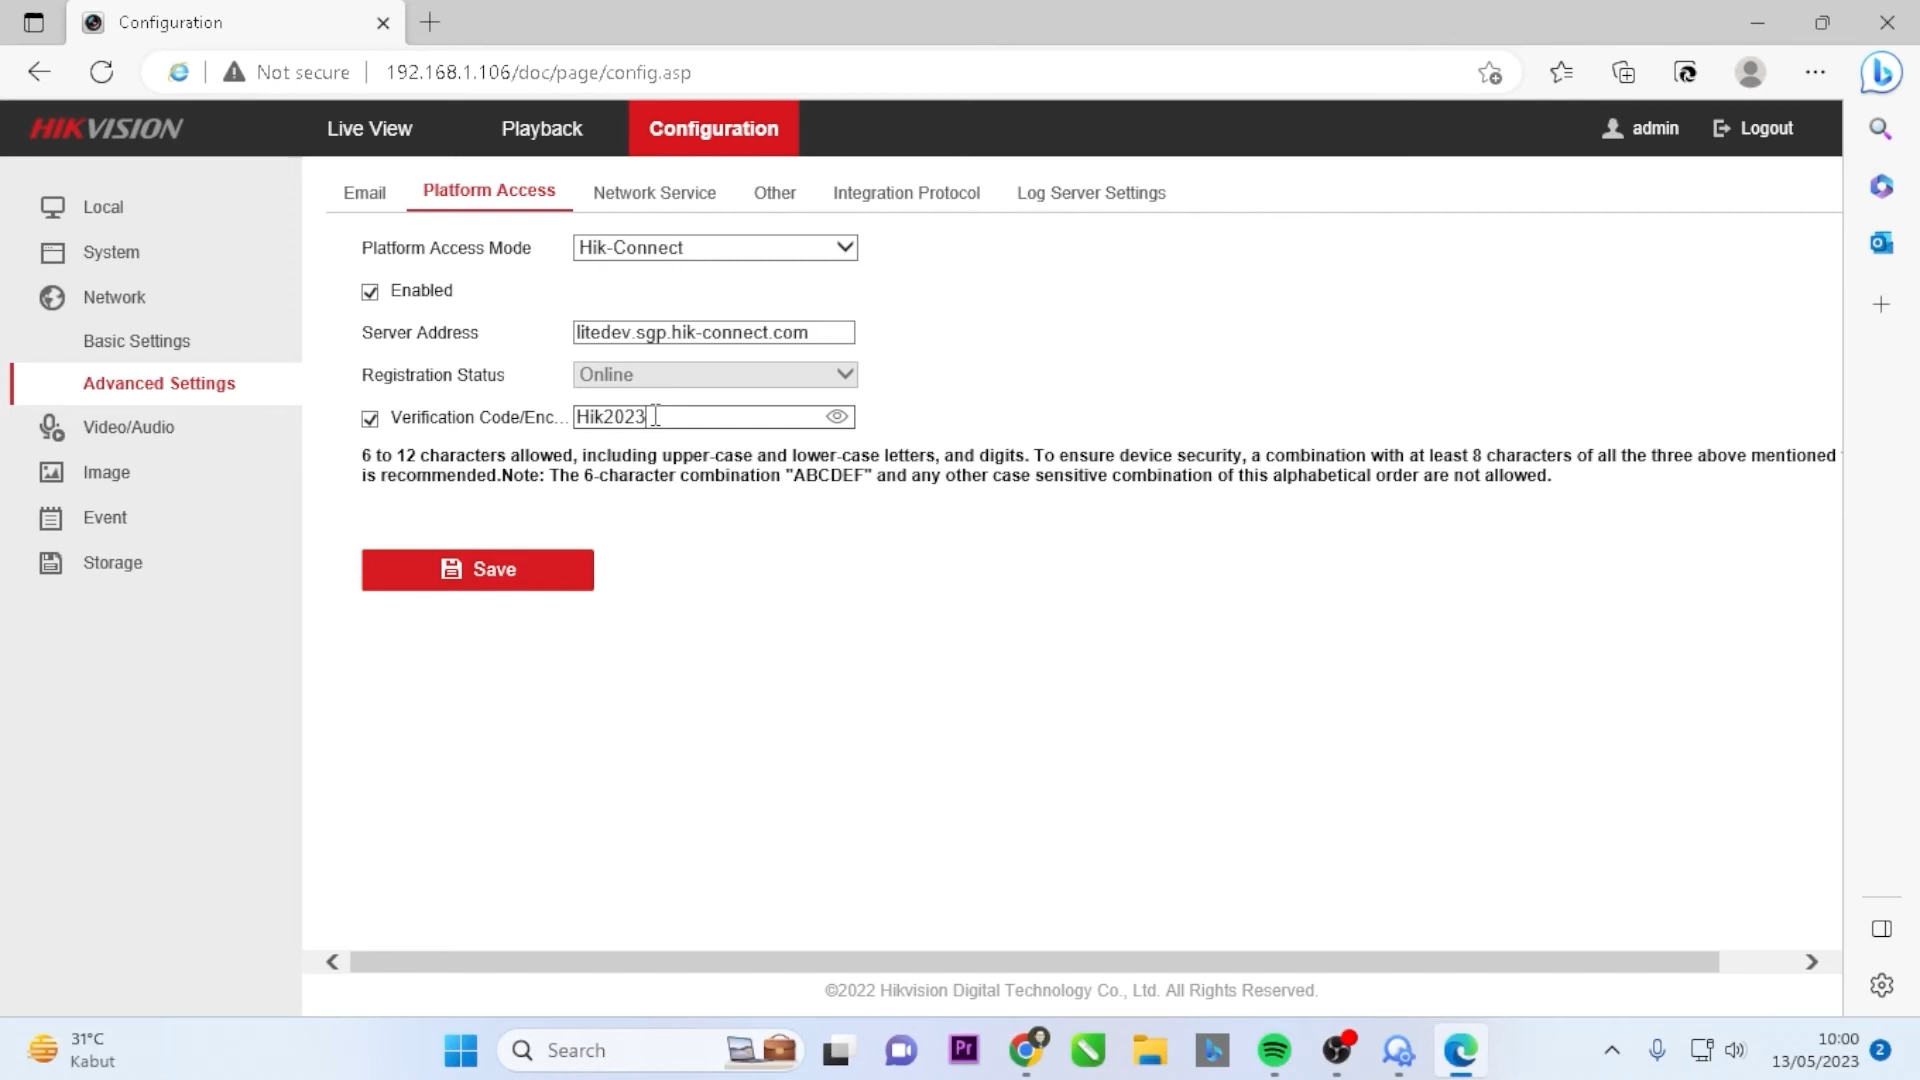 Configuration
Not secure
192.168.1.106/doc/page/config.asp
HIKVISION
Live View
Playback
Configuration
admin
Logout
Local
System
Network
Basic Settings
Advanced Settings
Video/Audio
Image
Event
Storage
Email
Platform Access
Network Service
Other
Integration Protocol
Log Server Settings
Platform Access Mode
Hik-Connect
Enabled
Server Address
litedev.sgp.hik-connect.com
Registration Status
Online
Verification Code/Enc...
Hik2023
6 to 12 characters allowed, including upper-case and lower-case letters, and digits. To ensure device security, a combination with at least 8 characters of all the three above mentioned
is recommended.Note: The 6-character combination "ABCDEF" and any other case sensitive combination of this alphabetical order are not allowed.
Save
©2022 Hikvision Digital Technology Co., Ltd. All Rights Reserved.
31°C
Kabut
Search
Pr
10:00
13/05/2023
2